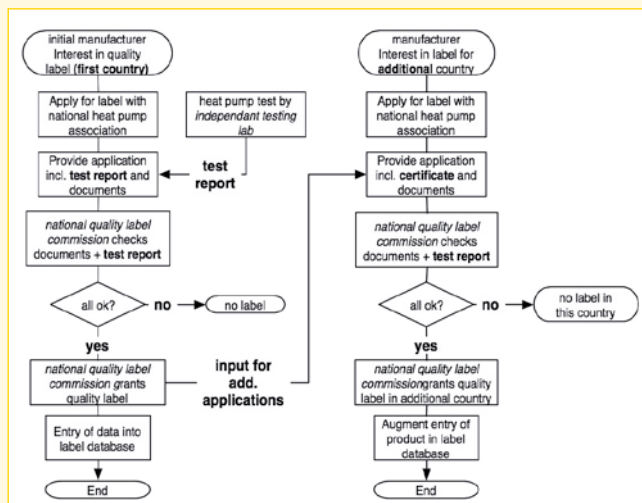 initial manufacturer
Interest in quality
label (first country)
Apply for label with
national heat pump
association
heat pump test by
independant testing
lab
Provide application
incl. test report and
documents
test
report
national quality label
commission checks
documents + test report
all ok?
no
no label
yes
national quality label
commission grants
quality label
input for
add.
applications
Entry of data into
label database
End
manufacturer
Interest in label for
additional country
Apply for label with
national heat pump
association
Provide application
incl. certificate and
documents
national quality label
commission checks
documents + test report
all ok?
no
no label in
this country
yes
national quality label
commissiongrants quality
label in additional country
Augment entry of
product in label
database
End